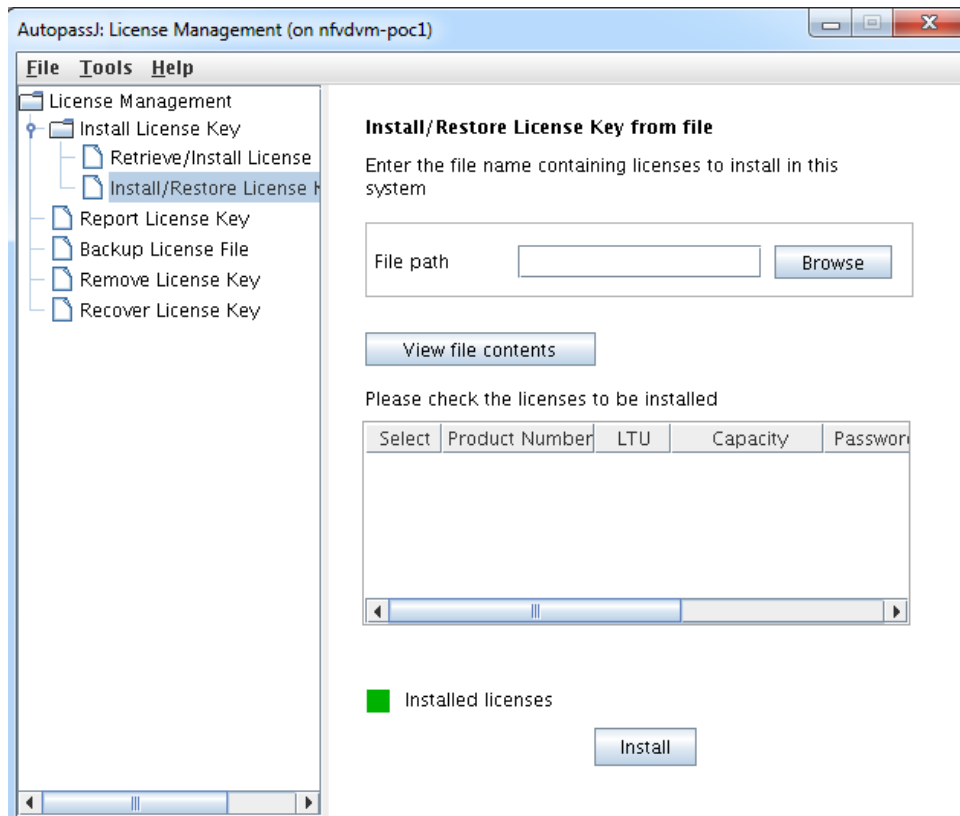 AutopassJ: License Management (on nfvdvm-poc1)
File Tools Help
License Management
Install License Key
Retrieve/Install License
Install/Restore License K
Report License Key
Backup License File
Remove License Key
Recover License Key
Install/Restore License Key from file
Enter the file name containing licenses to install in this
system
File path
Browse
View file contents
Please check the licenses to be installed
Select Product Number LTU Capacity Password
Installed licenses
Install